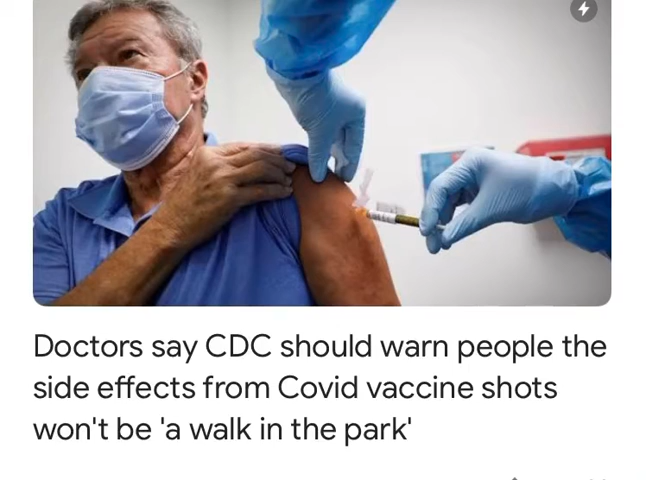 Doctors say CDC should warn people the
side effects from Covid vaccine shots
won't be 'a walk in the park'